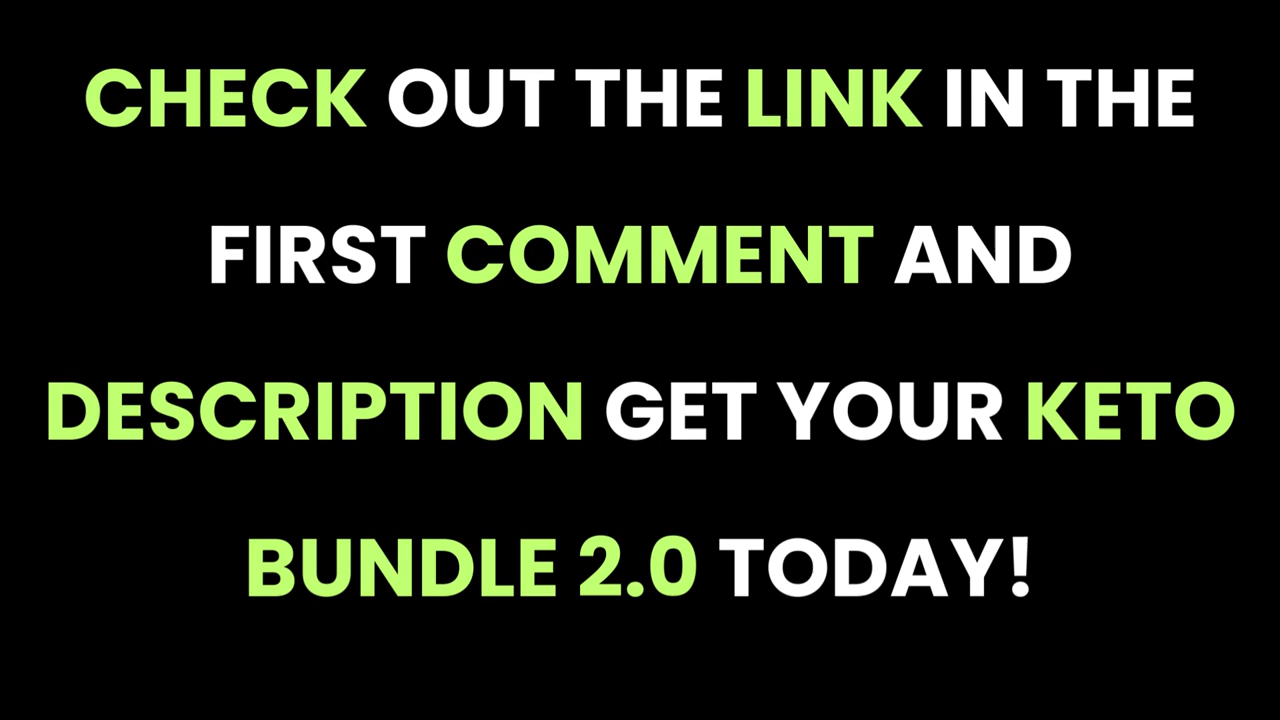 CHECK OUT THE LINK IN THE
FIRST COMMENT AND
DESCRIPTION GET YOUR KETO
BUNDLE 2.0 TODAY!